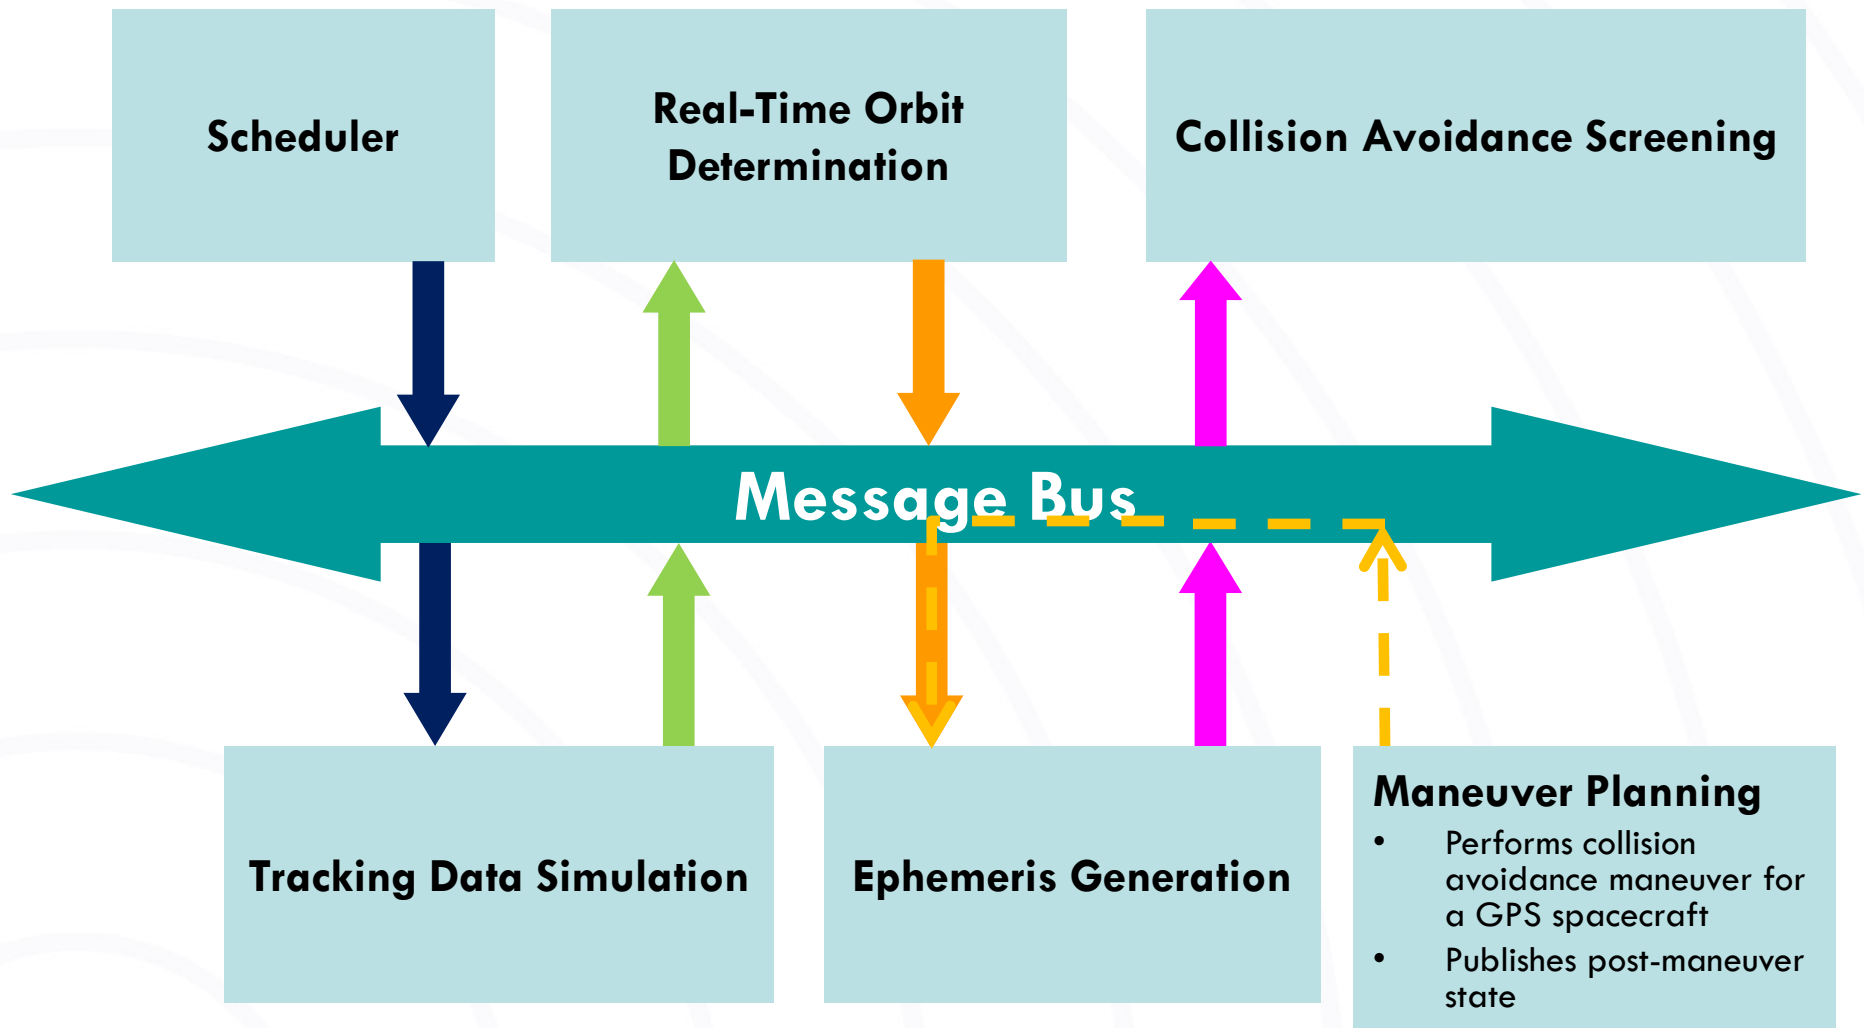 Scheduler
Real-Time Orbit
Determination
Collision Avoidance Screening
Message Bus
Tracking Data Simulation
Ephemeris Generation
Maneuver Planning
• Performs collision
avoidance maneuver for
a GPS spacecraft
• Publishes post-maneuver
state